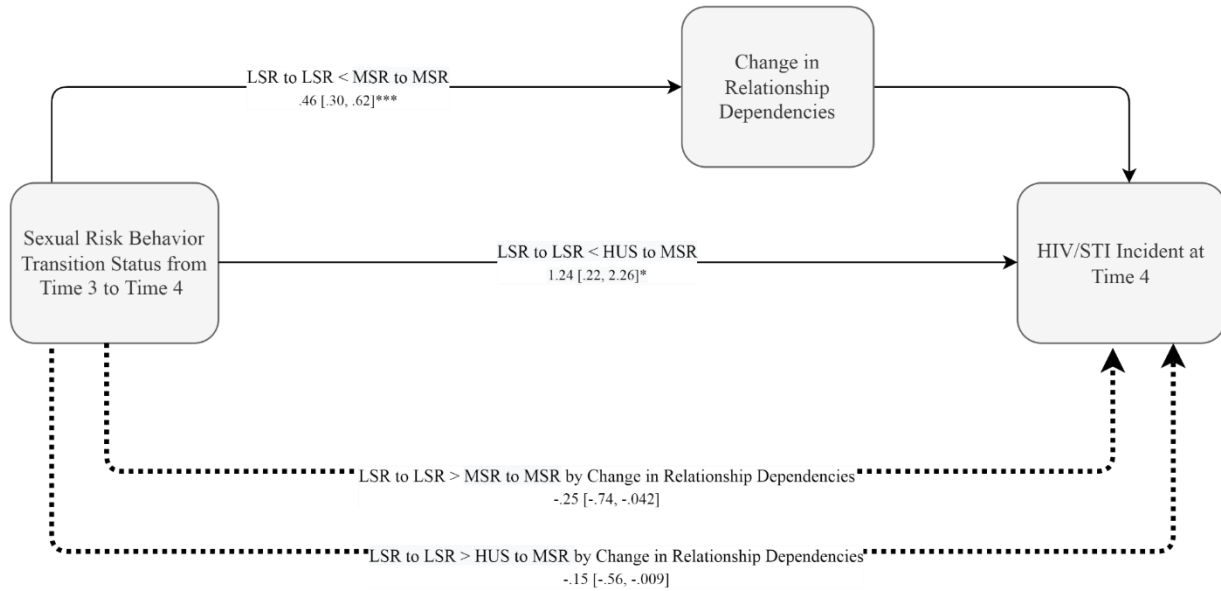 LSR to LSR < MSR to MSR
.46 [.30, .62]***
Change in
Relationship
Dependencies
Sexual Risk Behavior
Transition Status from
Time 3 to Time 4
LSR to LSR < HUS to MSR
1.24 [.22, 2.26]*
HIV/STI Incident at
Time 4
LSR to LSR > MSR to MSR by Change in Relationship Dependencies
-.25 [-.74, -.042]
LSR to LSR > HUS to MSR by Change in Relationship Dependencies
-.15 [-.56, -.009]